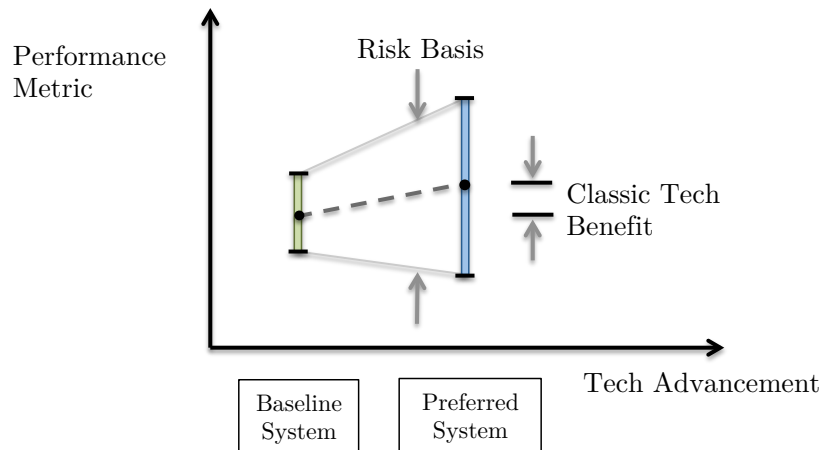 Performance
Metric
Risk Basis
Classic Tech
Benefit
Tech Advancement
Baseline
System
Preferred
System